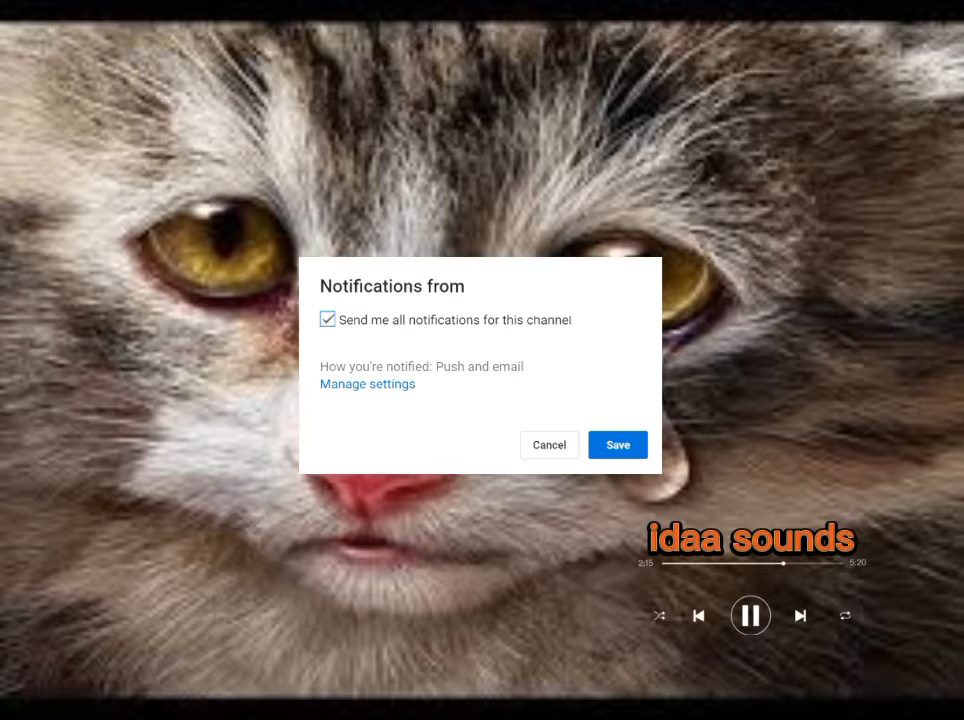 Notifications from
Send me all notifications for this channel
How you're notified: Push and email
Manage settings
Cancel Save
idaa sounds
2:15 5:20